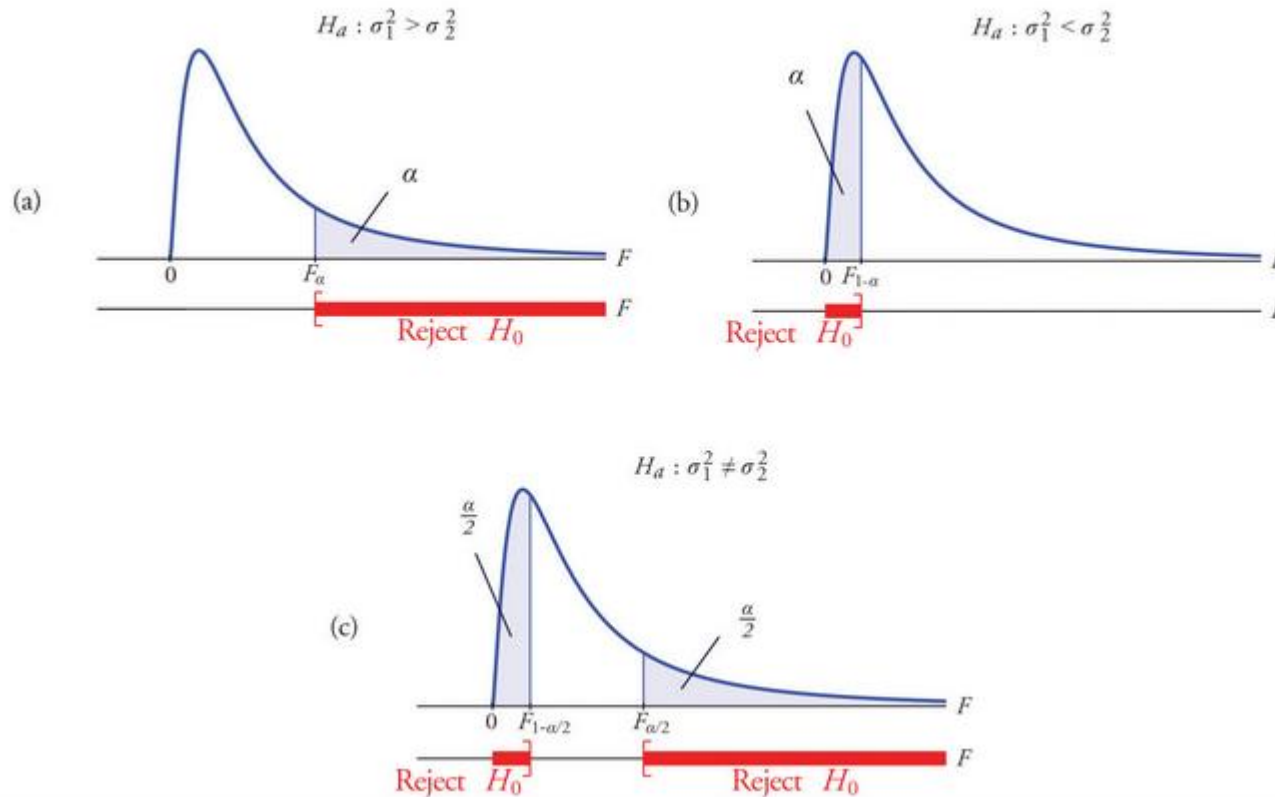 Hₐ : σ₁² > σ₂²
(a)
α
0
F_α
F
F
Reject H₀
Hₐ : σ₁² < σ₂²
(b)
α
0
F₁₋α
Reject H₀
Hₐ : σ₁² ≠ σ₂²
(c)
α/2
α/2
0
F₁₋α/₂
F_α/₂
F
F
Reject H₀
Reject H₀